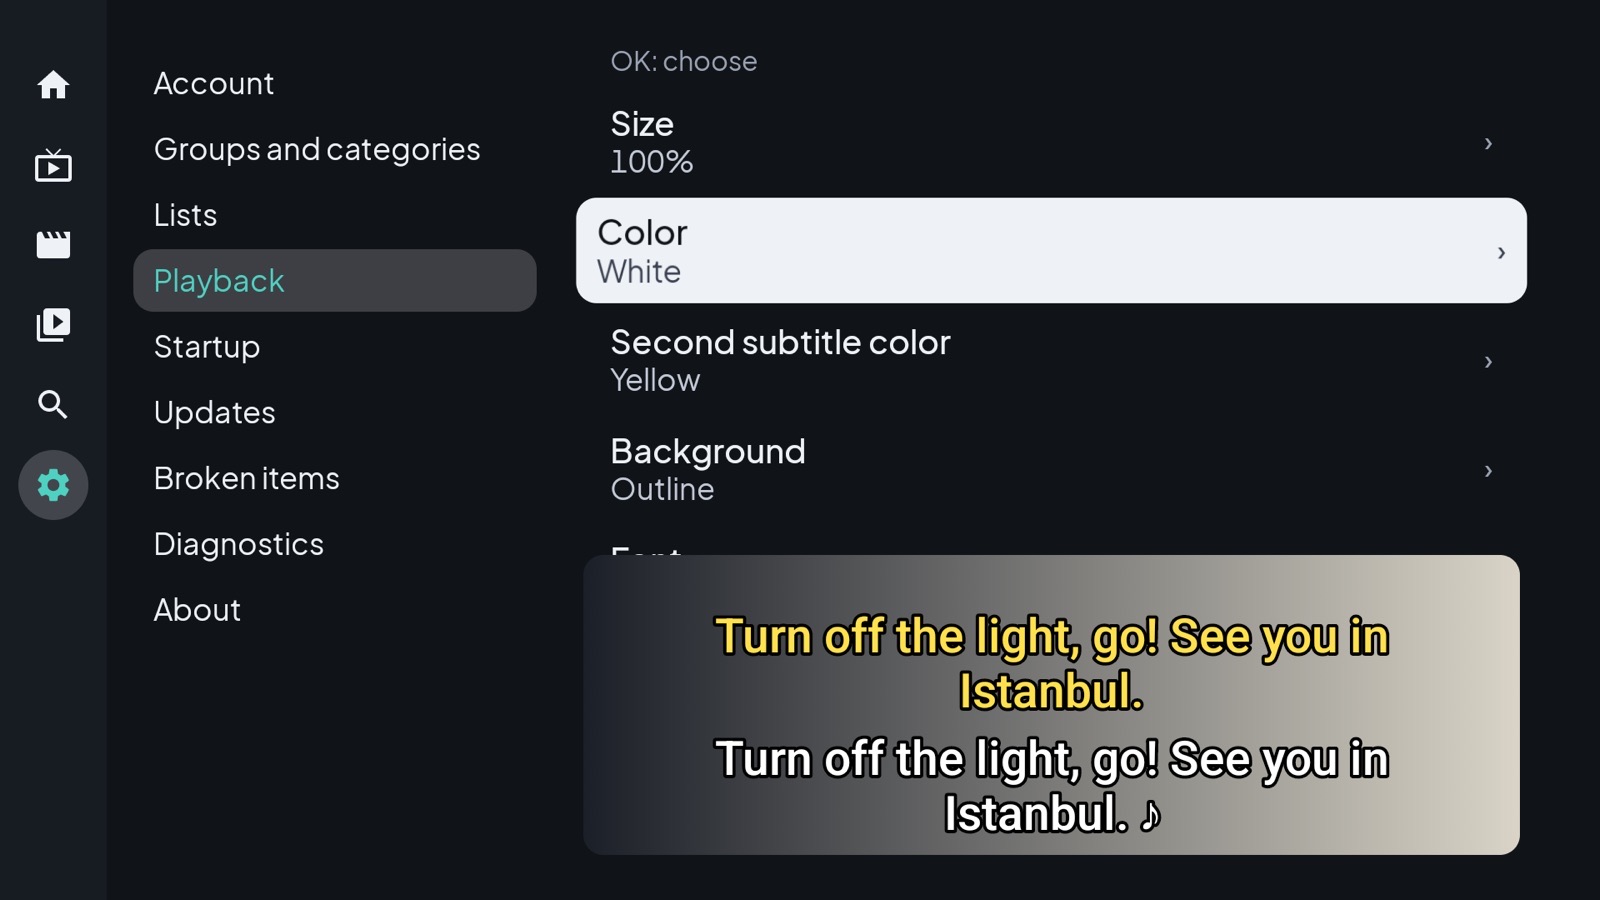 Account
Groups and categories
Lists
Playback
Startup
Updates
Broken items
Diagnostics
About
OK: choose
Size
100%
Color
White
Second subtitle color
Yellow
Background
Outline
Font
Turn off the light, go! See you in
Istanbul.
Turn off the light, go! See you in
Istanbul. ♪